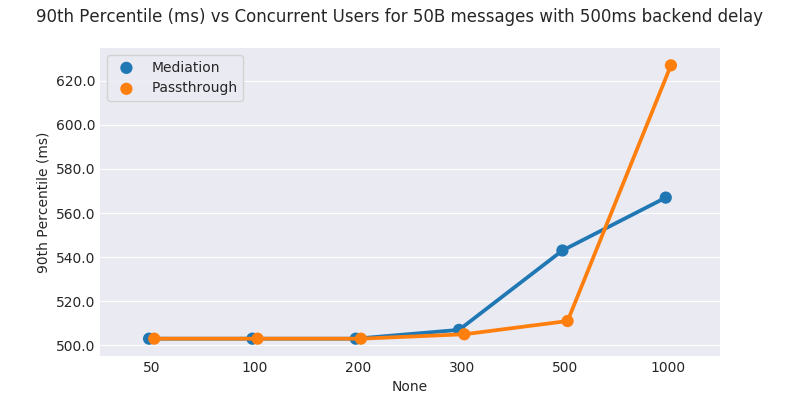 90th Percentile (ms) vs Concurrent Users for 50B messages with 500ms backend delay
Mediation
Passthrough
620.0
600.0
580.0
560.0
540.0
520.0
500.0
90th Percentile (ms)
50 100 200 300 500 1000
None